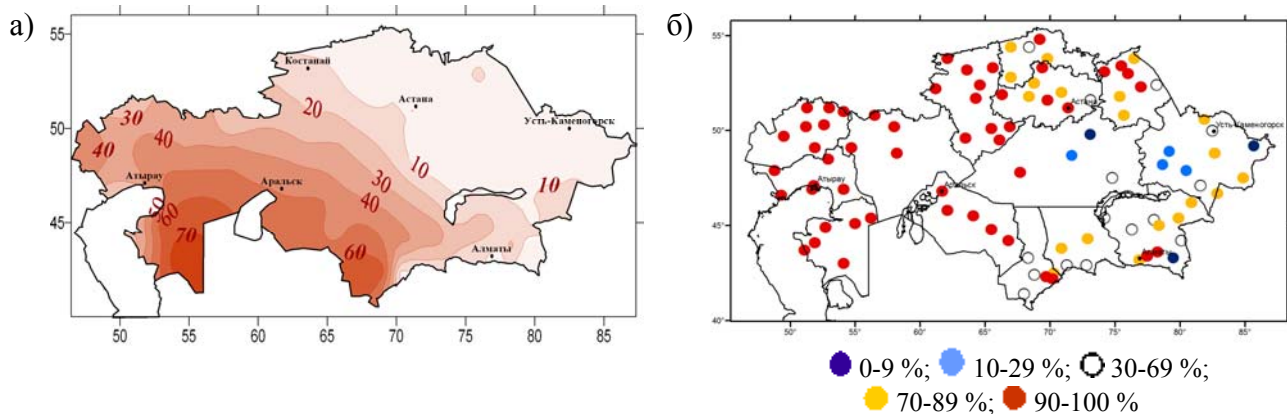 а)
55
50
45
50
55
60
65
70
75
80
85
Костанай
Астана
Усть-Каменогорск
Атырау
Аральск
Алматы
20
30
40
40
10
30
40
10
60
70
60
б)
55°
50°
45°
40°
50°
55°
60°
65°
70°
75°
80°
85°
Астана
Усть-Каменогорск
Атырау
Аральск
0-9 %; 10-29 %; 30-69 %;
70-89 %; 90-100 %